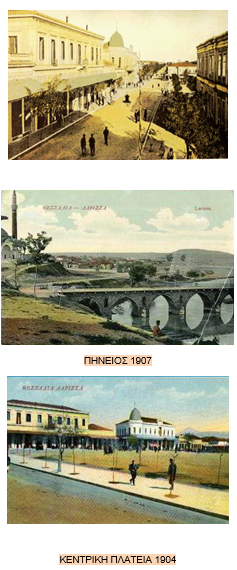 ΘΕΣΣΑΛΙΑ — ΛΑΡΙΣΣΑ
Larissa
ΠΗΝΕΙΟΣ 1907
ΘΕΣΣΑΛΙΑ ΛΑΡΙΣΣΑ
ΚΕΝΤΡΙΚΗ ΠΛΑΤΕΙΑ 1904